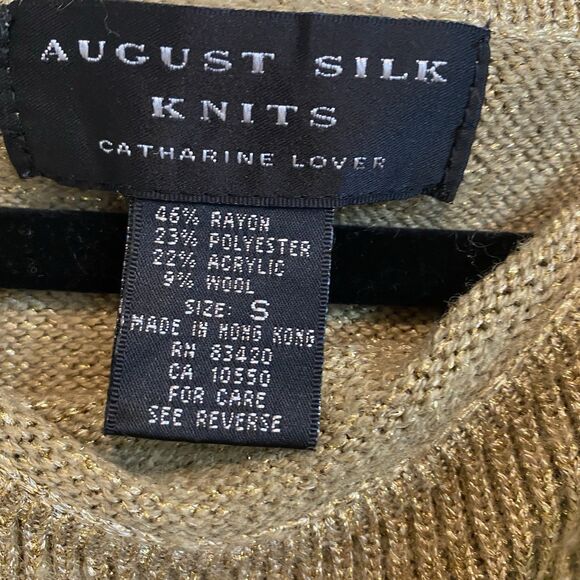 AUGUST SILK
KNITS
CATHARINE LOVER
46% RAYON
23% POLYESTER
22% ACRYLIC
9% WOOL
SIZE: S
MADE IN HONG KONG
RN 83420
CA 10550
FOR CARE
SEE REVERSE